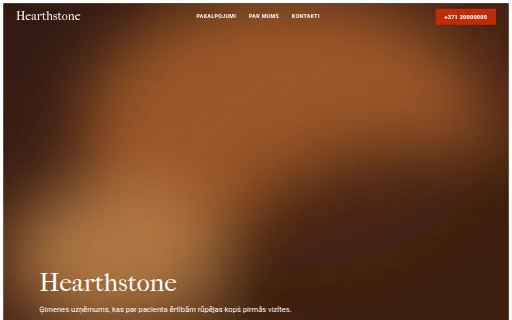 Hearthstone
PAKALPOJUMI PAR MUMS KONTAKTI
+371 20000000
Hearthstone
Ģimenes uzņēmums, kas par pacienta ērtībām rūpējas kopš pirmās vizītes.